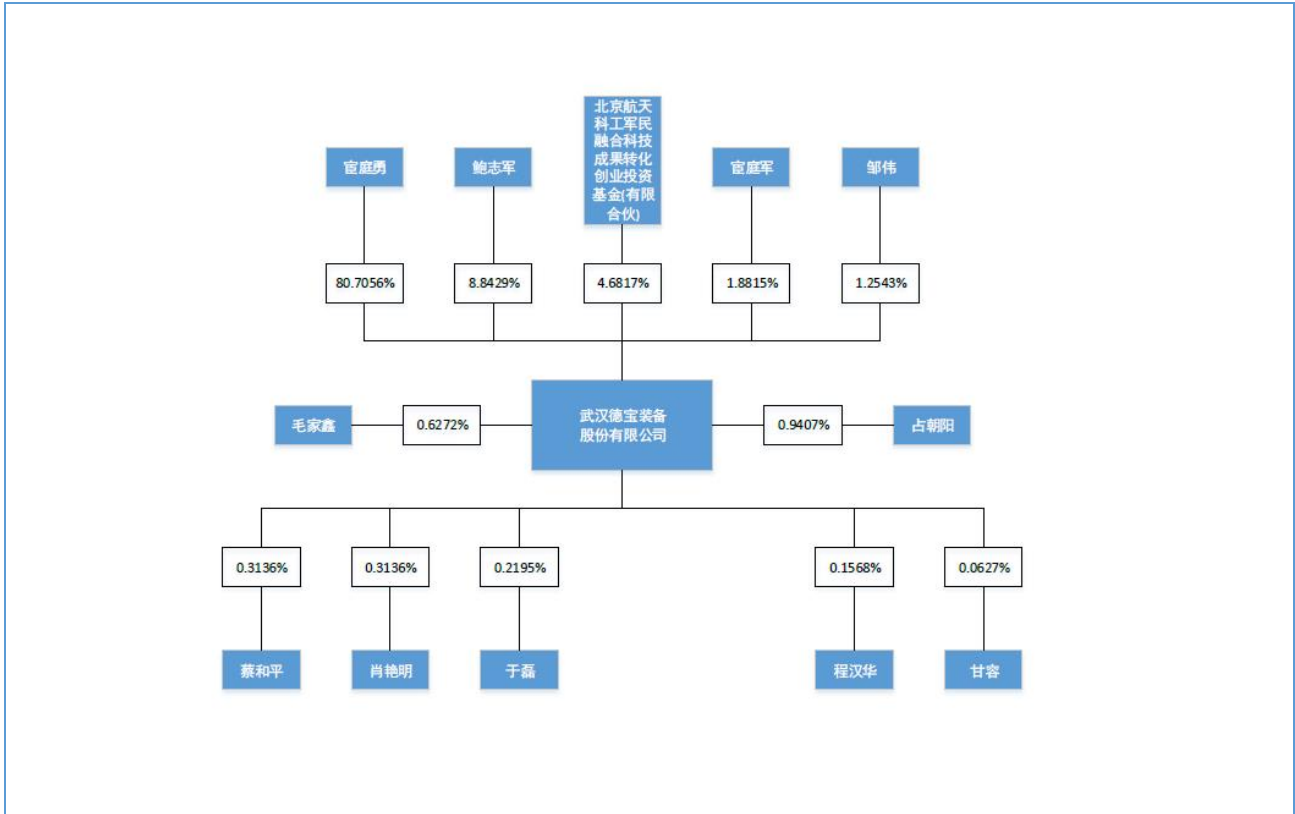 北京航天
科工军民
融合科技
成果转化
创业投资
基金(有限
合伙)
宦庭勇
鲍志军
宦庭军
邹伟
80.7056%
8.8429%
4.6817%
1.8815%
1.2543%
毛家鑫
0.6272%
武汉德宝装备
股份有限公司
0.9407%
占朝阳
0.3136%
0.3136%
0.2195%
0.1568%
0.0627%
蔡和平
肖艳明
于磊
程汉华
甘容